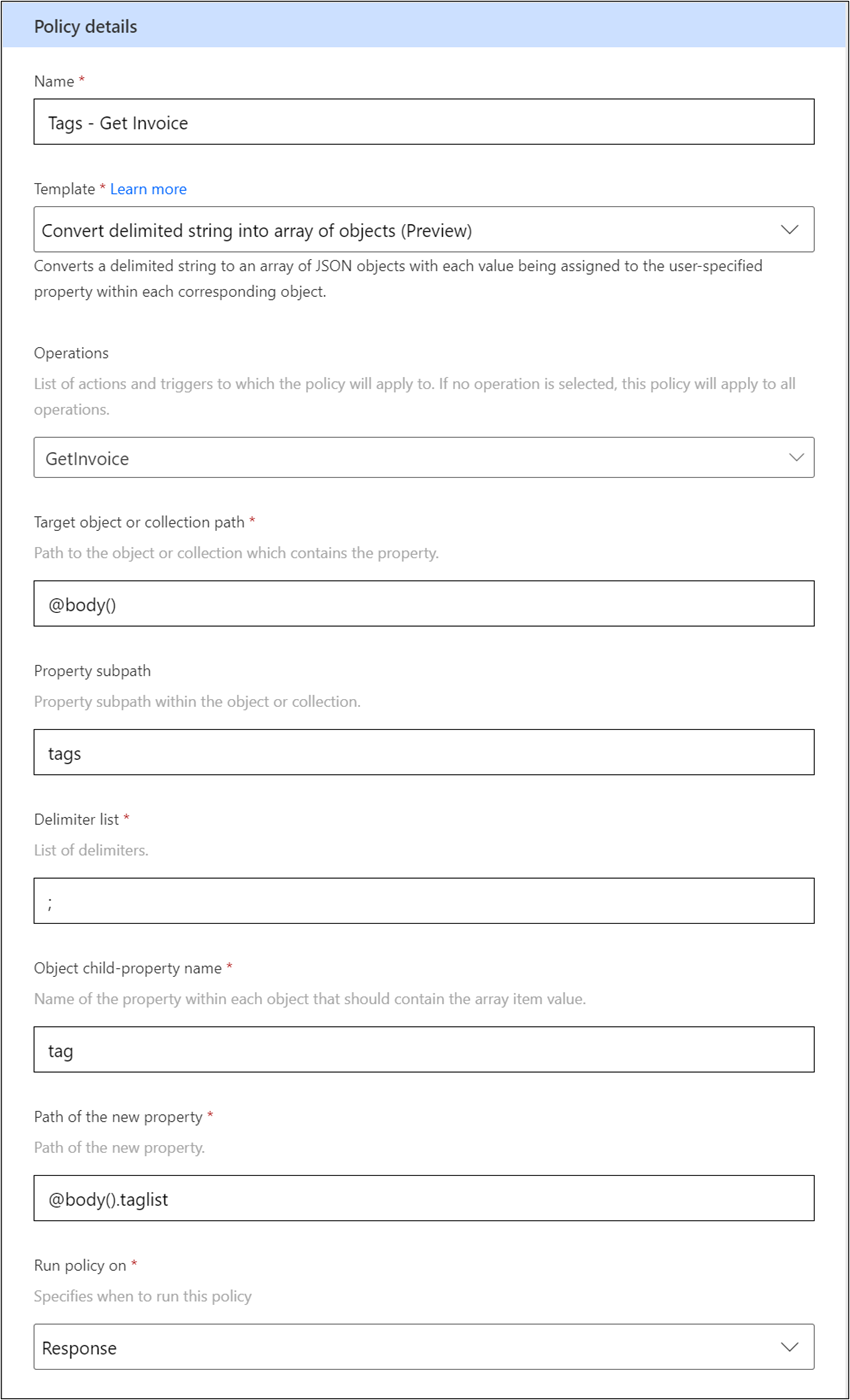 Policy details
Name *
Tags - Get Invoice
Template * Learn more
Convert delimited string into array of objects (Preview)
Converts a delimited string to an array of JSON objects with each value being assigned to the user-specified
property within each corresponding object.
Operations
List of actions and triggers to which the policy will apply to. If no operation is selected, this policy will apply to all
operations.
GetInvoice
Target object or collection path *
Path to the object or collection which contains the property.
@body()
Property subpath
Property subpath within the object or collection.
tags
Delimiter list *
List of delimiters.
;
Object child-property name *
Name of the property within each object that should contain the array item value.
tag
Path of the new property *
Path of the new property.
@body().taglist
Run policy on *
Specifies when to run this policy
Response